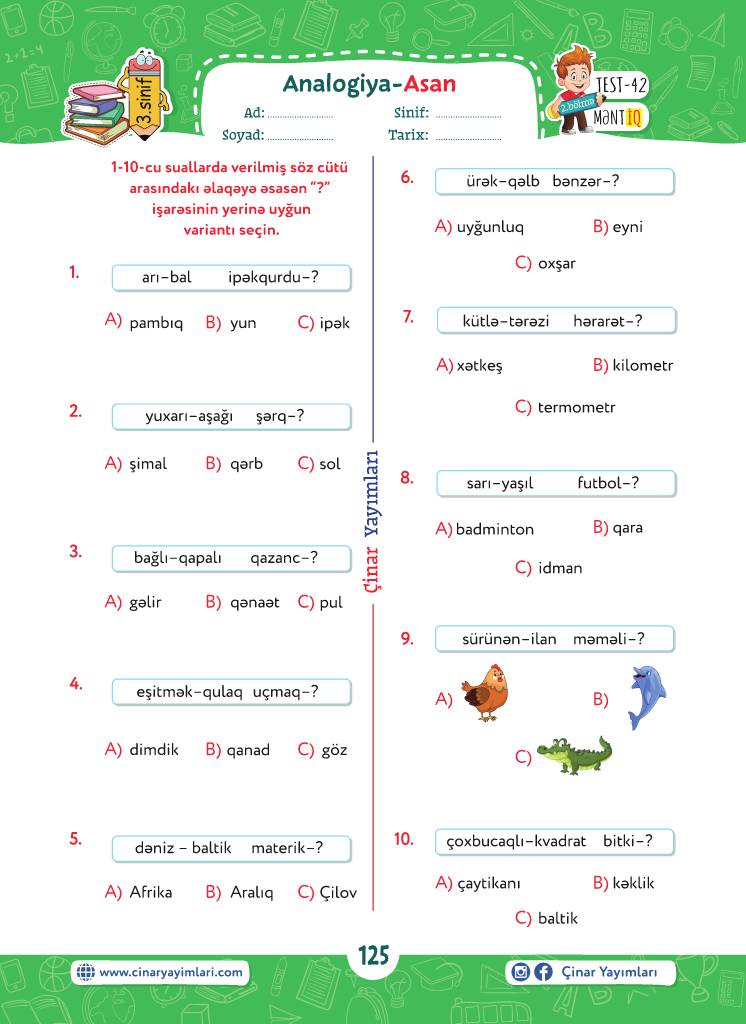 3.sinif
Analogiya-Asan
Ad: ........................
Sinif: ........................
Soyad: ........................
Tarix: ........................
TEST-42
2.bölmə
MƏNTİQ
1-10-cu suallarda verilmiş söz cütü
arasındakı əlaqəyə əsasən "?"
işarəsinin yerinə uyğun
variantı seçin.
1. arı–bal ipəkqurdu–?
A) pambıq B) yun C) ipək
2. yuxarı–aşağı şərq–?
A) şimal B) qərb C) sol
3. bağlı–qapalı qazanc–?
A) gəlir B) qənaət C) pul
4. eşitmək–qulaq uçmaq–?
A) dimdik B) qanad C) göz
5. dəniz – baltik materik–?
A) Afrika B) Aralıq C) Çilov
Çinar Yayımları
6. ürək–qəlb bənzər–?
A) uyğunluq B) eyni
C) oxşar
7. kütlə–tərəzi hərarət–?
A) xətkeş B) kilometr
C) termometr
8. sarı–yaşıl futbol–?
A) badminton B) qara
C) idman
9. sürünən–ilan məməli–?
A) B)
C)
10. çoxbucaqlı–kvadrat bitki–?
A) çaytikanı B) kəklik
C) baltik
125
www.cinaryayimlari.com
Çinar Yayımları